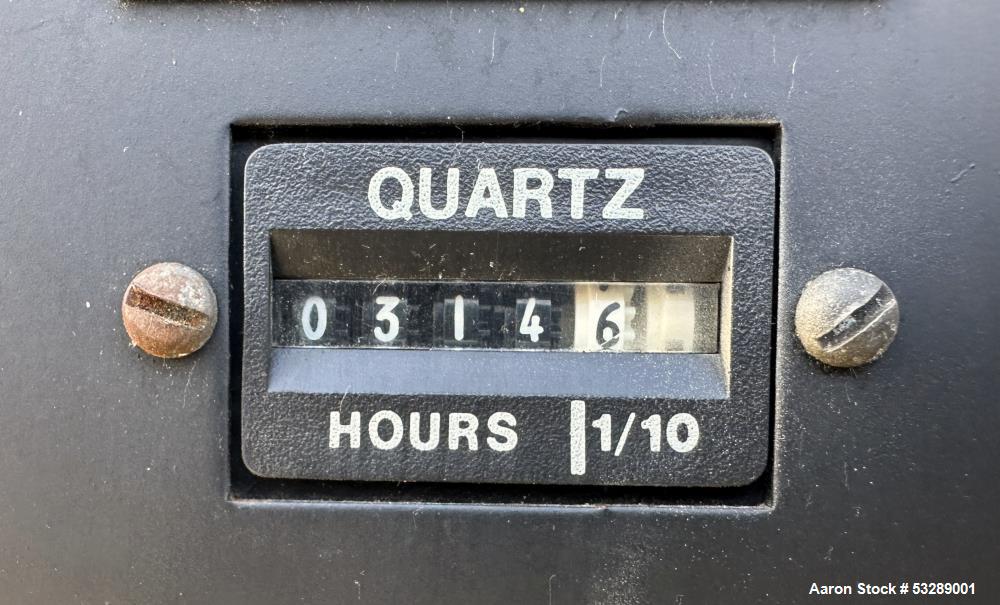 QUARTZ
0 3 1 4 6
HOURS 1/10
Aaron Stock # 53289001